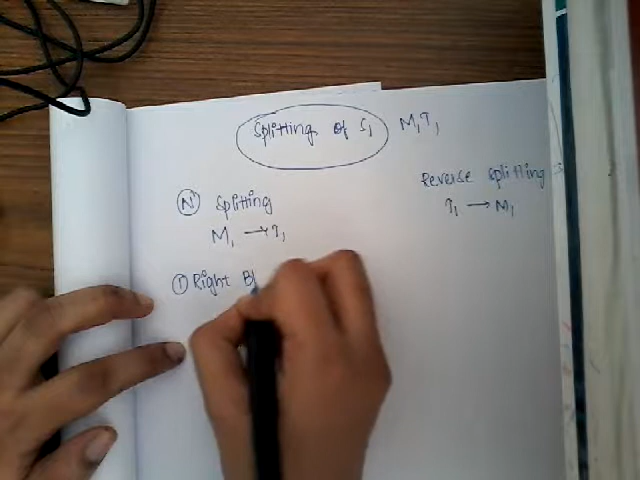 Splitting of S1 M1T1
Reverse splitting
T1 → M1
(N) Splitting
M1 → T1
① Right B